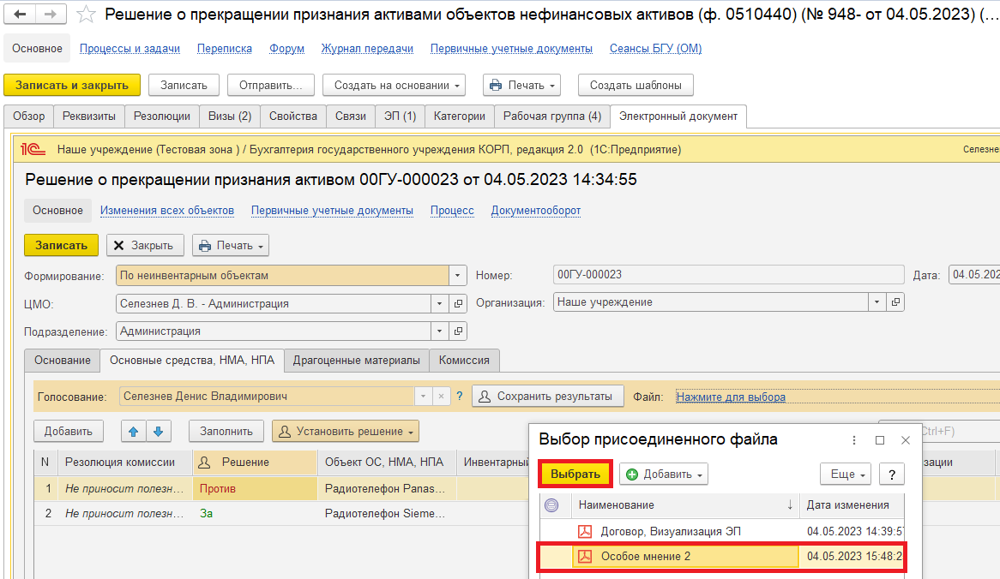 Решение о прекращении признания активами объектов нефинансовых активов (ф. 0510440) (№ 948- от 04.05.2023) (…
Основное Процессы и задачи Переписка Форум Журнал передачи Первичные учетные документы Сеансы БГУ (ОМ)
Записать и закрыть Записать Отправить... Создать на основании Печать Создать шаблоны
Обзор Реквизиты Резолюции Визы (2) Свойства Связи ЭП (1) Категории Рабочая группа (4) Электронный документ
1С Наше учреждение (Тестовая зона ) / Бухгалтерия государственного учреждения КОРП, редакция 2.0 (1С:Предприятие) Селезне
Решение о прекращении признания активом 00ГУ-000023 от 04.05.2023 14:34:55
Основное Изменения всех объектов Первичные учетные документы Процесс Документооборот
Записать Закрыть Печать
Формирование: По неинвентарным объектам Номер: 00ГУ-000023 Дата: 04.05.202
ЦМО: Селезнев Д. В. - Администрация Организация: Наше учреждение
Подразделение: Администрация
Основание Основные средства, НМА, НПА Драгоценные материалы Комиссия
Голосование: Селезнев Денис Владимирович ? Сохранить результаты Файл: Нажмите для выбора
Добавить Заполнить Установить решение Ctrl+F)
Выбор присоединенного файла
N Резолюция комиссии Решение Объект ОС, НМА, НПА Инвентарный зации
Выбрать Добавить Еще ?
1 Не приносит полезн... Против Радиотелефон Panas...
2 Не приносит полезн... За Радиотелефон Sieme...
Наименование ↓ Дата изменения
Договор, Визуализация ЭП 04.05.2023 14:39:5
Особое мнение 2 04.05.2023 15:48:2